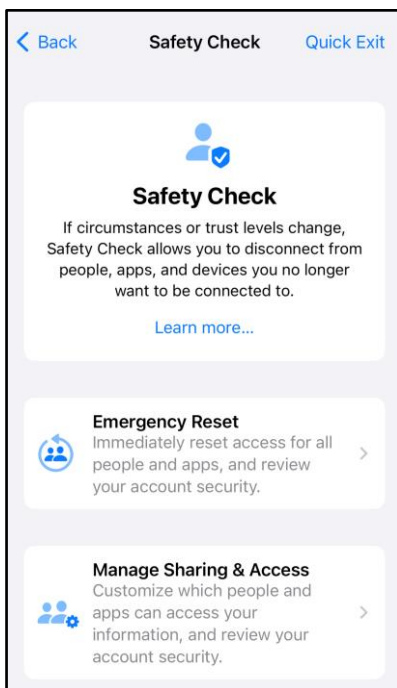 Back Safety Check Quick Exit
Safety Check
If circumstances or trust levels change,
Safety Check allows you to disconnect from
people, apps, and devices you no longer
want to be connected to.
Learn more...
Emergency Reset
Immediately reset access for all
people and apps, and review
your account security.
Manage Sharing & Access
Customize which people and
apps can access your
information, and review your
account security.